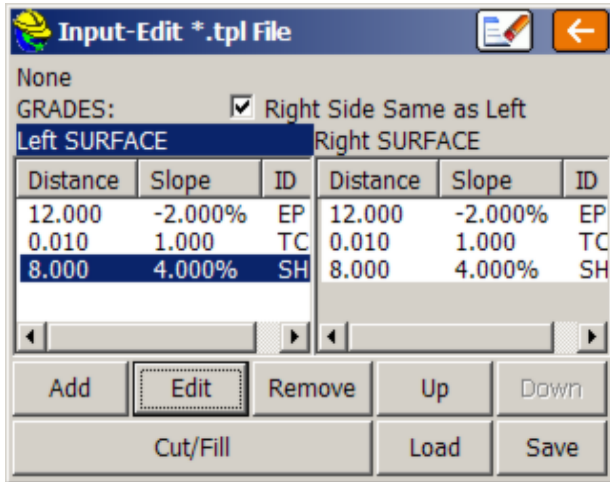 Input-Edit *.tpl File
None
GRADES: Right Side Same as Left
Left SURFACE Right SURFACE
Distance Slope ID Distance Slope ID
12.000 -2.000% EP 12.000 -2.000% EP
0.010 1.000 TC 0.010 1.000 TC
8.000 4.000% SH 8.000 4.000% SH
Add Edit Remove Up Down
Cut/Fill Load Save